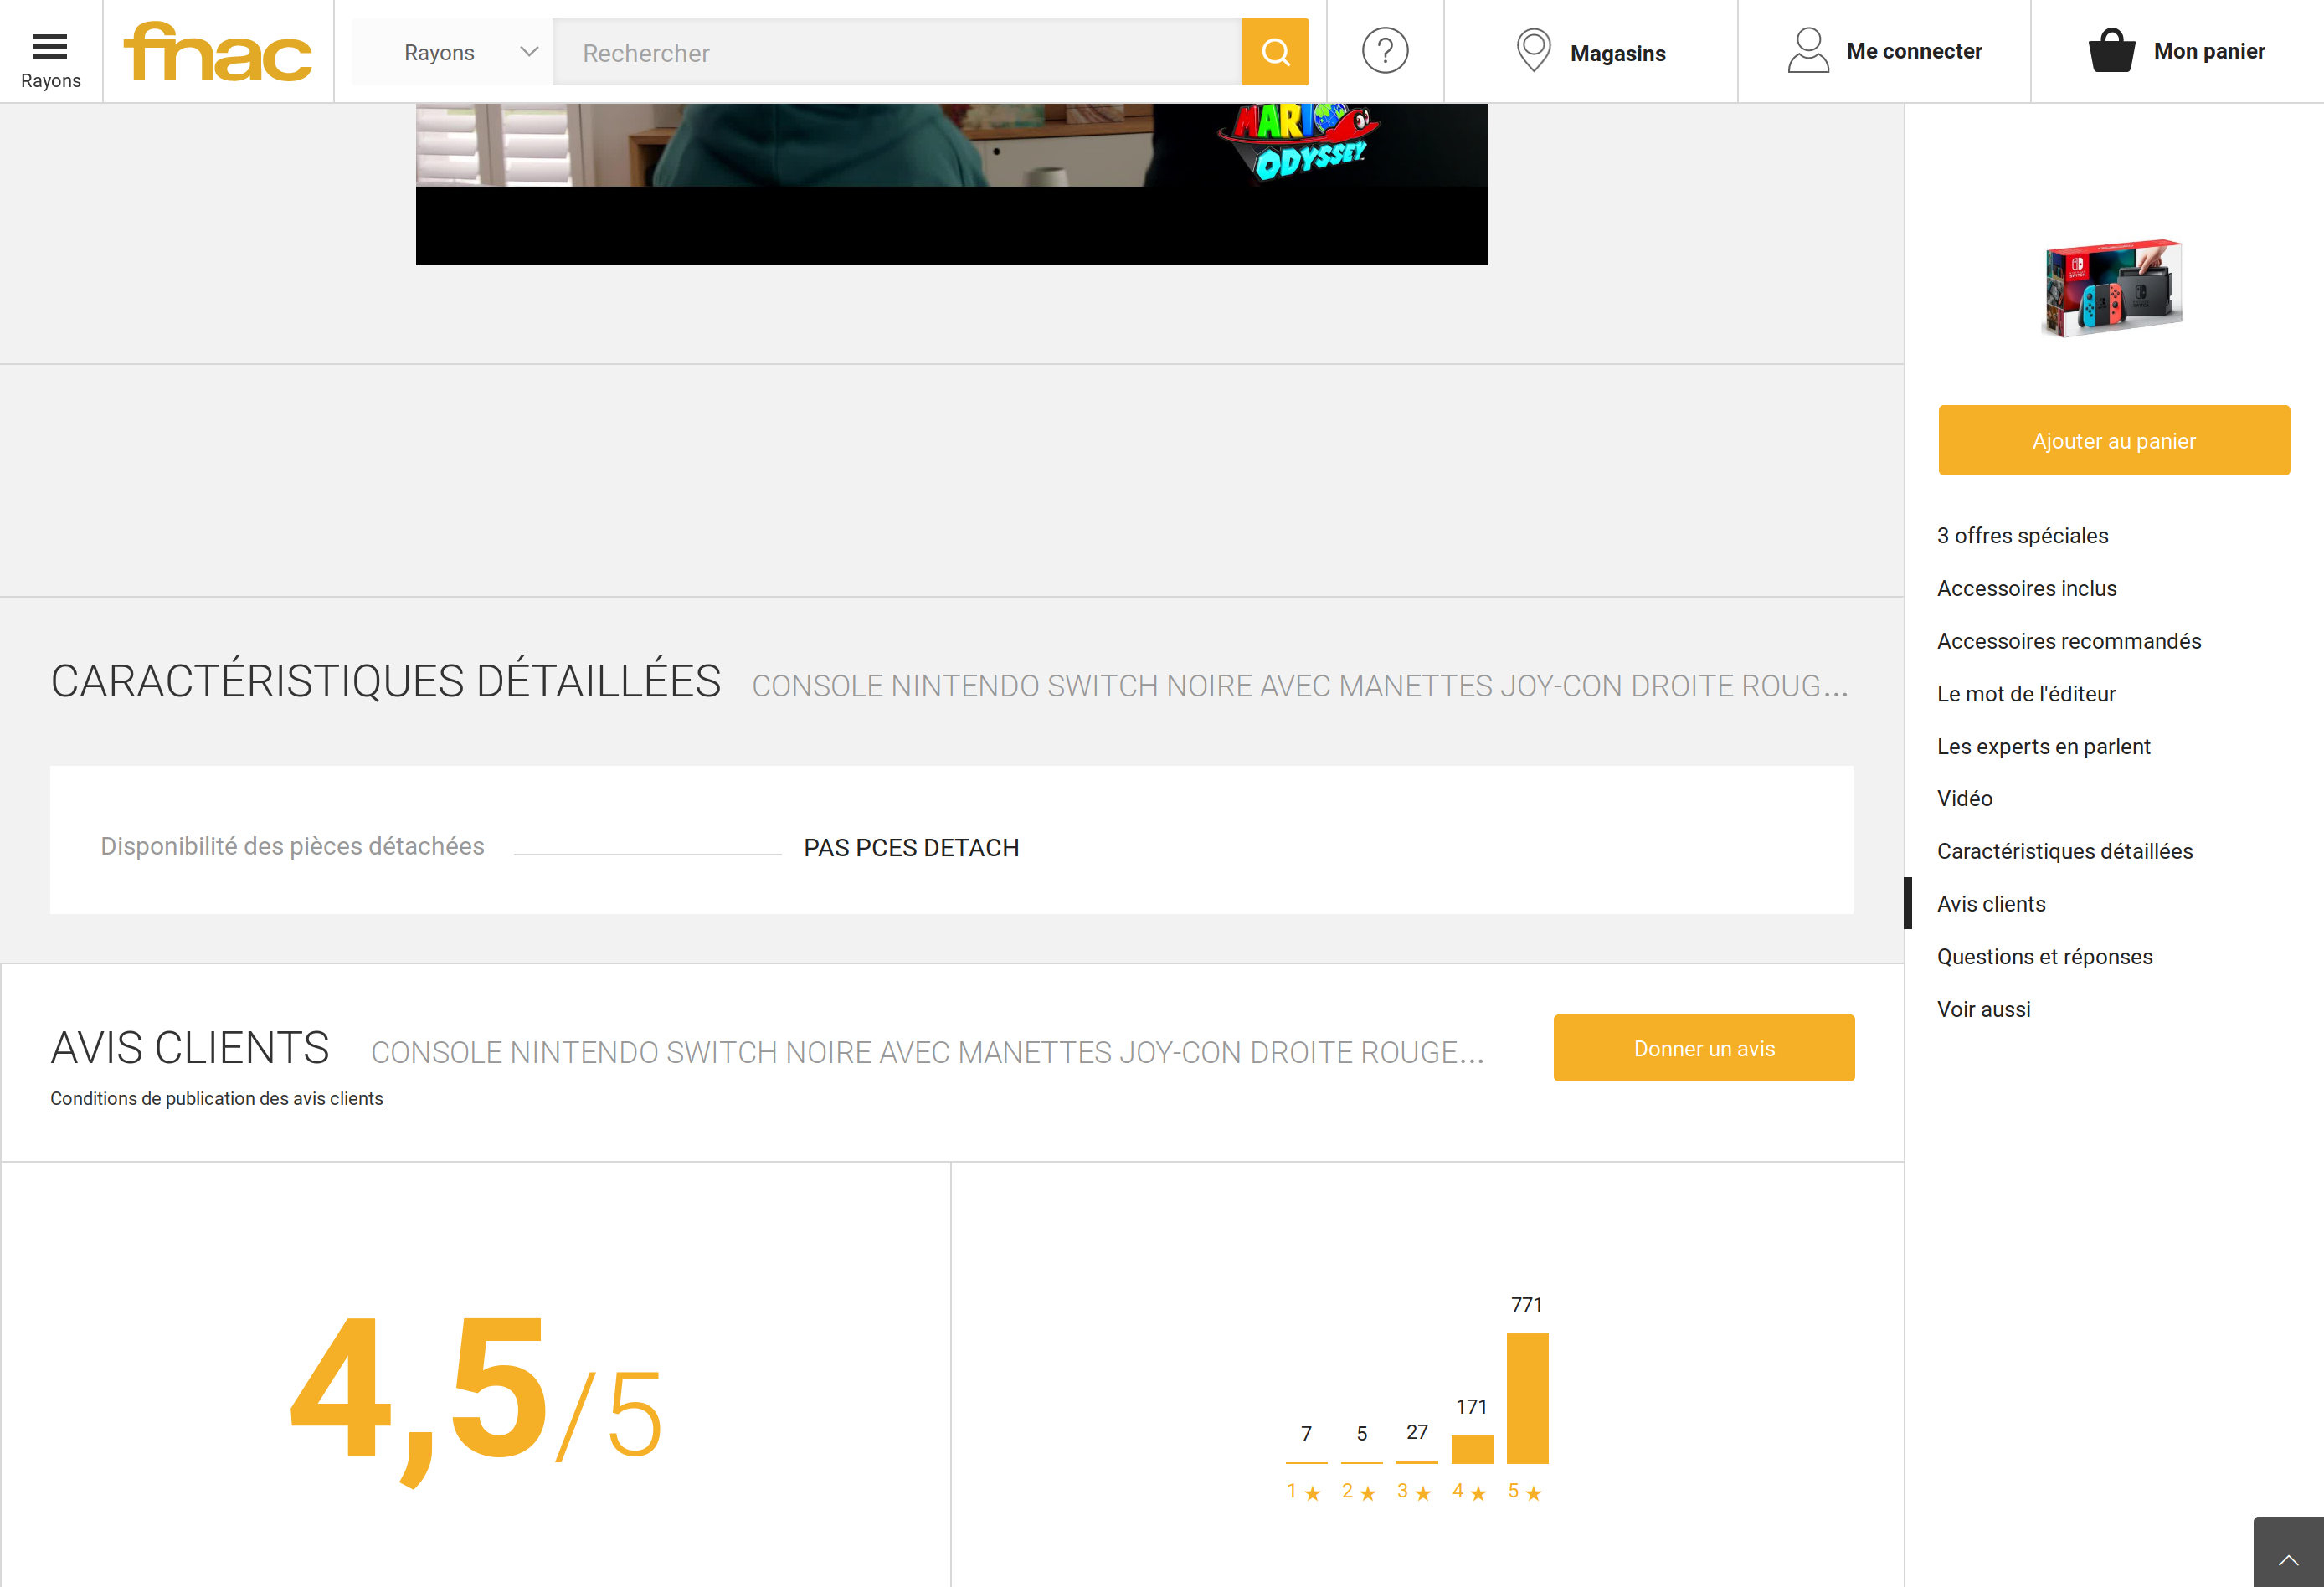 Rayons
fnac
Rayons
Rechercher
?
Magasins
Me connecter
Mon panier
MARIO
ODYSSEY
Ajouter au panier
3 offres spéciales
Accessoires inclus
Accessoires recommandés
Le mot de l'éditeur
Les experts en parlent
Vidéo
Caractéristiques détaillées
Avis clients
Questions et réponses
Voir aussi
CARACTÉRISTIQUES DÉTAILLÉES CONSOLE NINTENDO SWITCH NOIRE AVEC MANETTES JOY-CON DROITE ROUG...
Disponibilité des pièces détachées PAS PCES DETACH
AVIS CLIENTS CONSOLE NINTENDO SWITCH NOIRE AVEC MANETTES JOY-CON DROITE ROUGE...
Donner un avis
Conditions de publication des avis clients
4,5/5
771
171
7 5 27
1 ★ 2 ★ 3 ★ 4 ★ 5 ★